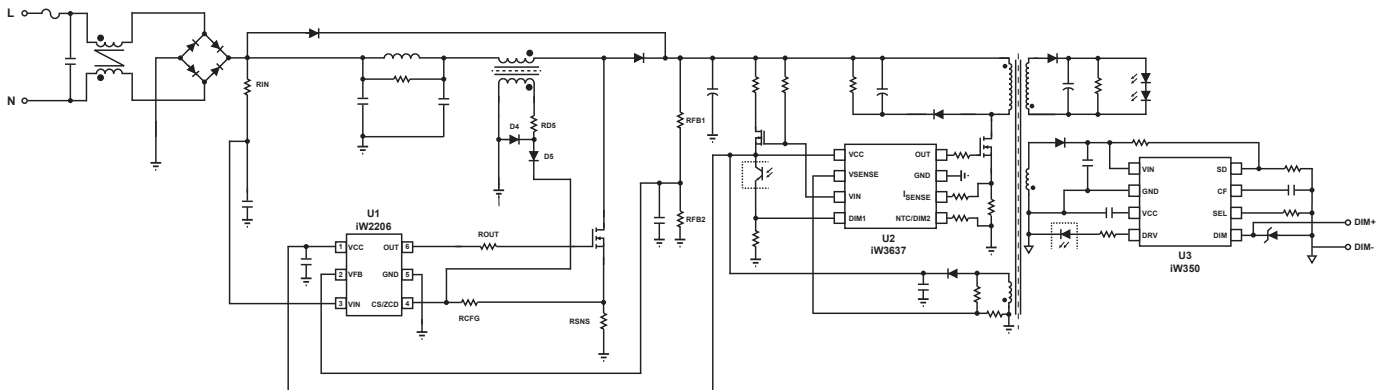 L
N
RIN
D4
RD5
D5
RFB1
RFB2
U1
iW2206
1 VCC
OUT 6
2 VFB
GND 5
3 VIN
CS/ZCD 4
ROUT
RCFG
RSNS
VCC
OUT
VSENSE
GND
VIN
ISENSE
DIM1
NTC/DIM2
U2
iW3637
VIN
SD
GND
CF
VCC
SEL
DRV
DIM
U3
iW350
DIM+
DIM-